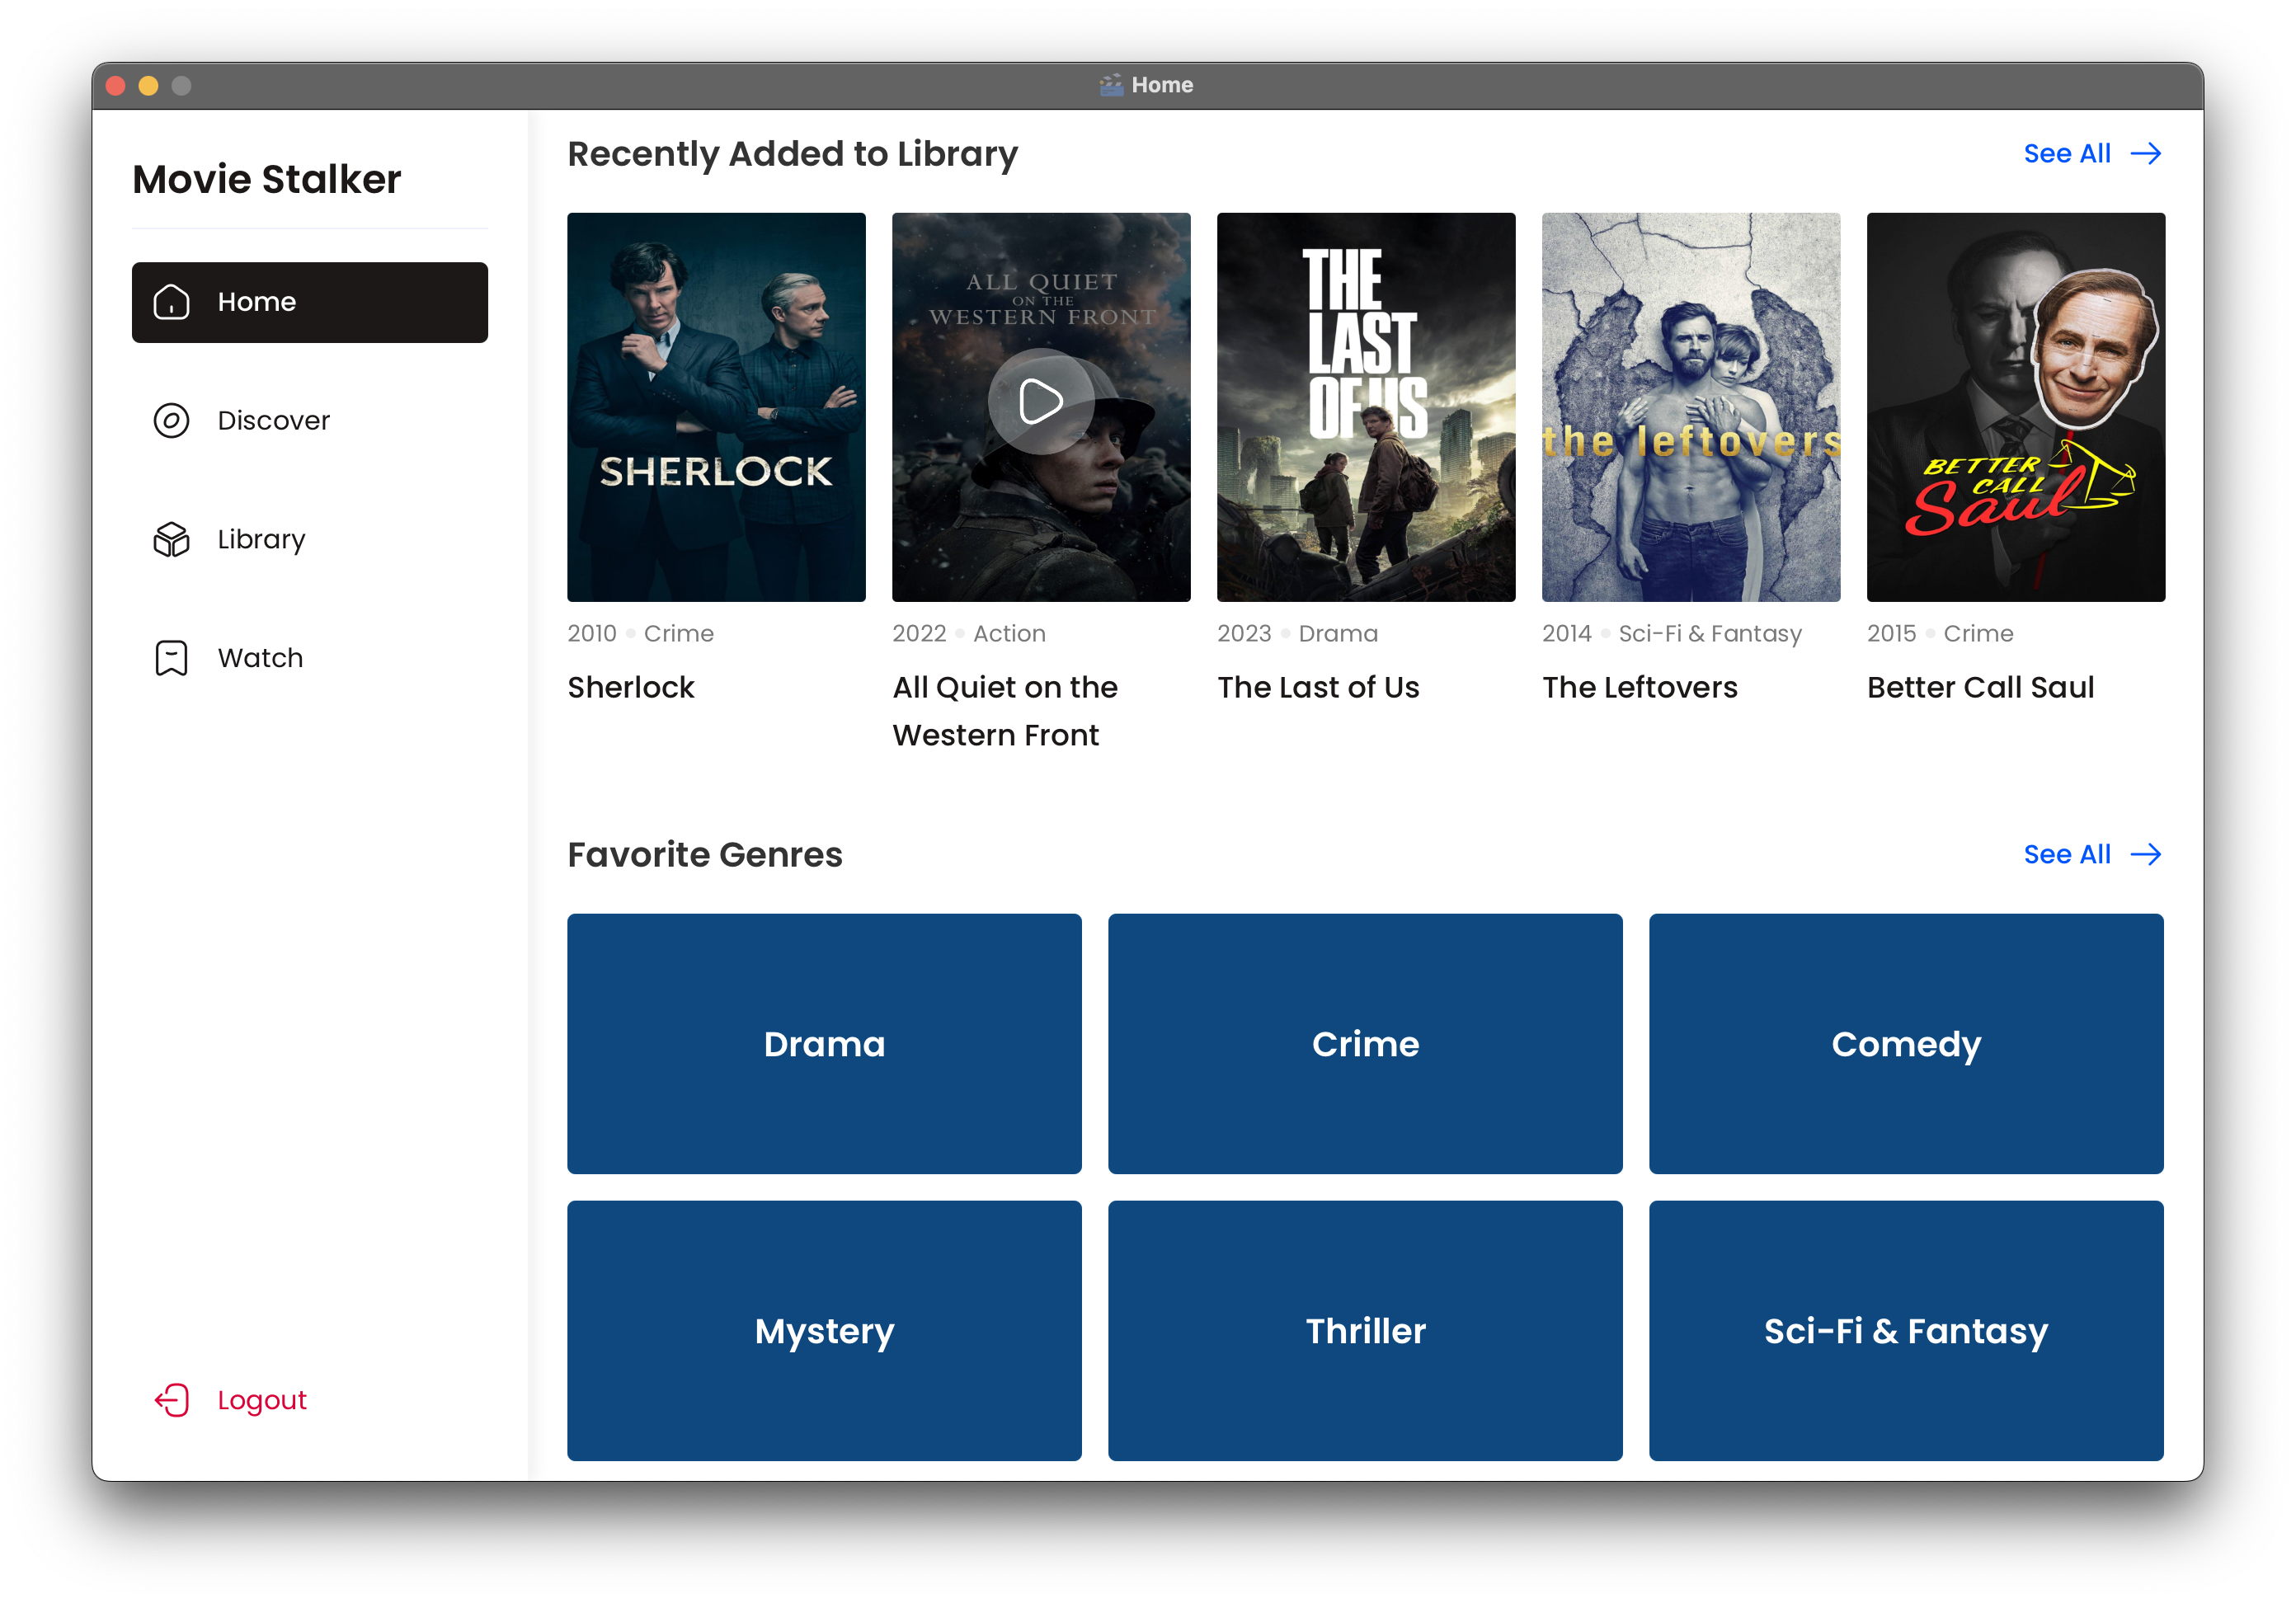 Home
Movie Stalker
Home
Discover
Library
Watch
Logout
Recently Added to Library
See All
SHERLOCK
2010 Crime
Sherlock
ALL QUIET
ON THE
WESTERN FRONT
2022 Action
All Quiet on the
Western Front
THE
LAST
OF US
2023 Drama
The Last of Us
the leftovers
2014 Sci-Fi & Fantasy
The Leftovers
BETTER
CALL
Saul
2015 Crime
Better Call Saul
Favorite Genres
See All
Drama
Crime
Comedy
Mystery
Thriller
Sci-Fi & Fantasy